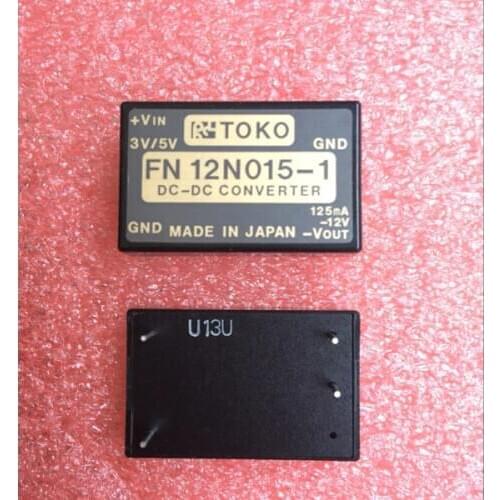 +VIN
TOKO
3V/5V
GND
FN 12N015-1
DC-DC CONVERTER
125mA
-12V
GND MADE IN JAPAN -VOUT
U13U